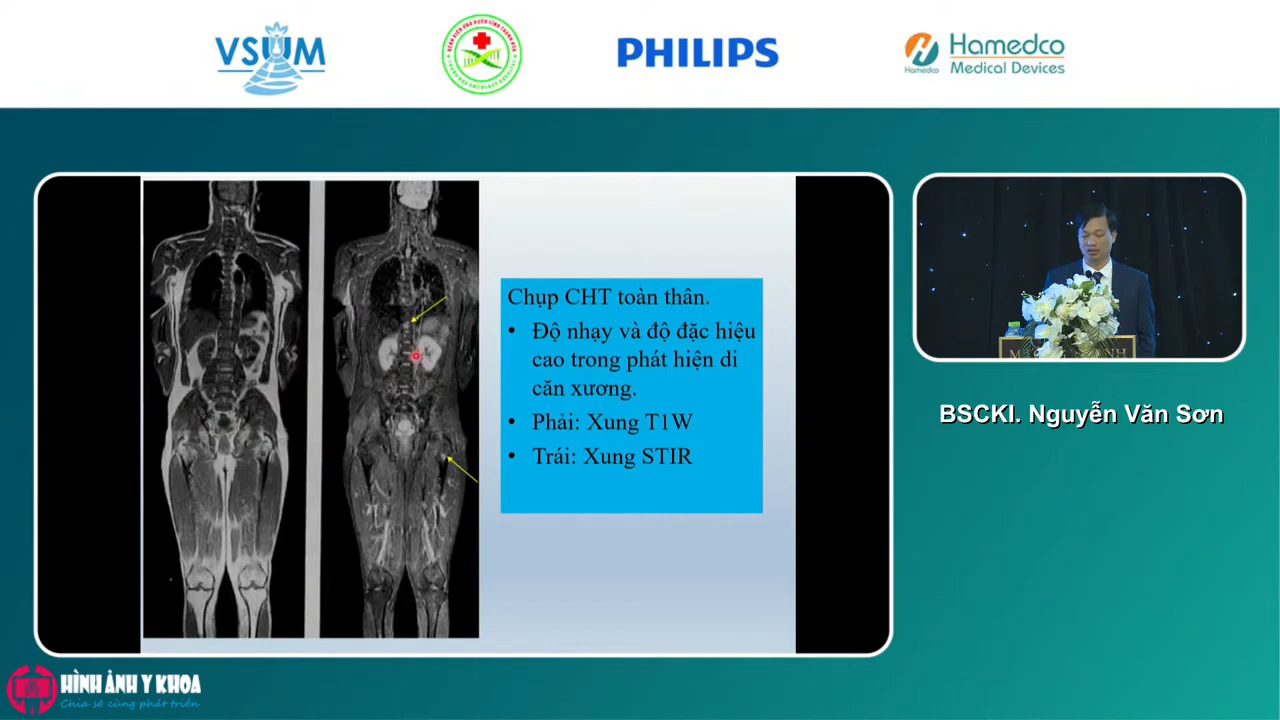 VSUM
PHILIPS
Hamedco
Hamedco
Medical Devices
Chụp CHT toàn thân.
• Độ nhạy và độ đặc hiệu
cao trong phát hiện di
căn xương.
• Phải: Xung T1W
• Trái: Xung STIR
BSCKI. Nguyễn Văn Sơn
HÌNH ẢNH Y KHOA
Chia sẻ cùng phát triển